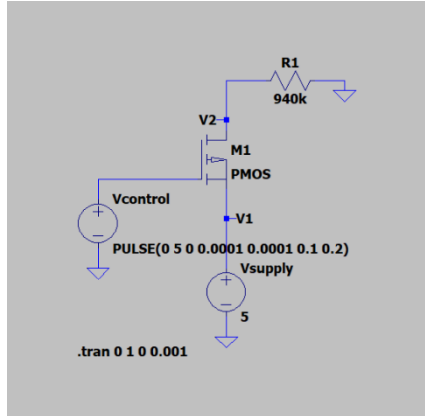 R1
940k
V2
M1
PMOS
Vcontrol
V1
PULSE(0 5 0 0.0001 0.0001 0.1 0.2)
Vsupply
5
.tran 0 1 0 0.001